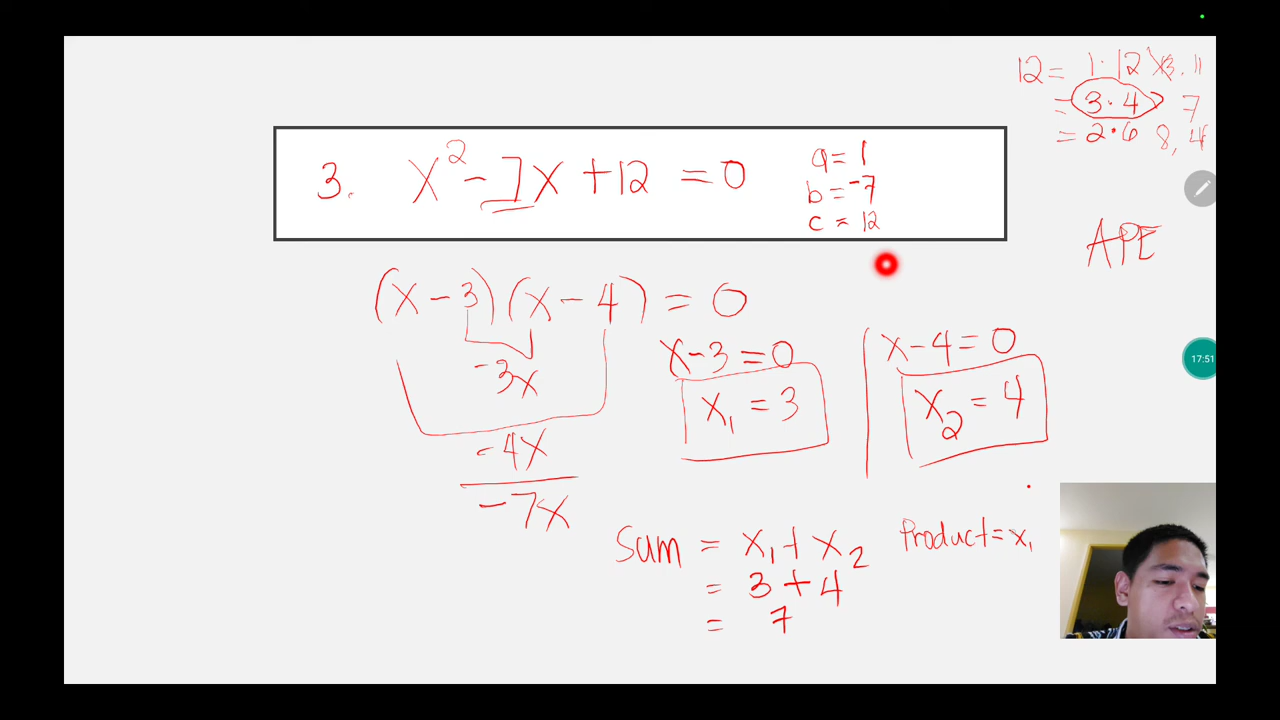 12 = 1·12
= 3·4 7
= 2·6 8, 4
3. x² - 7x + 12 = 0
a = 1
b = -7
c = 12
APE
(x - 3)(x - 4) = 0
-3x
-4x
-7x
x - 3 = 0
x₁ = 3
x - 4 = 0
x₂ = 4
Sum = x₁ + x₂
= 3 + 4
= 7
Product = x₁
17:51